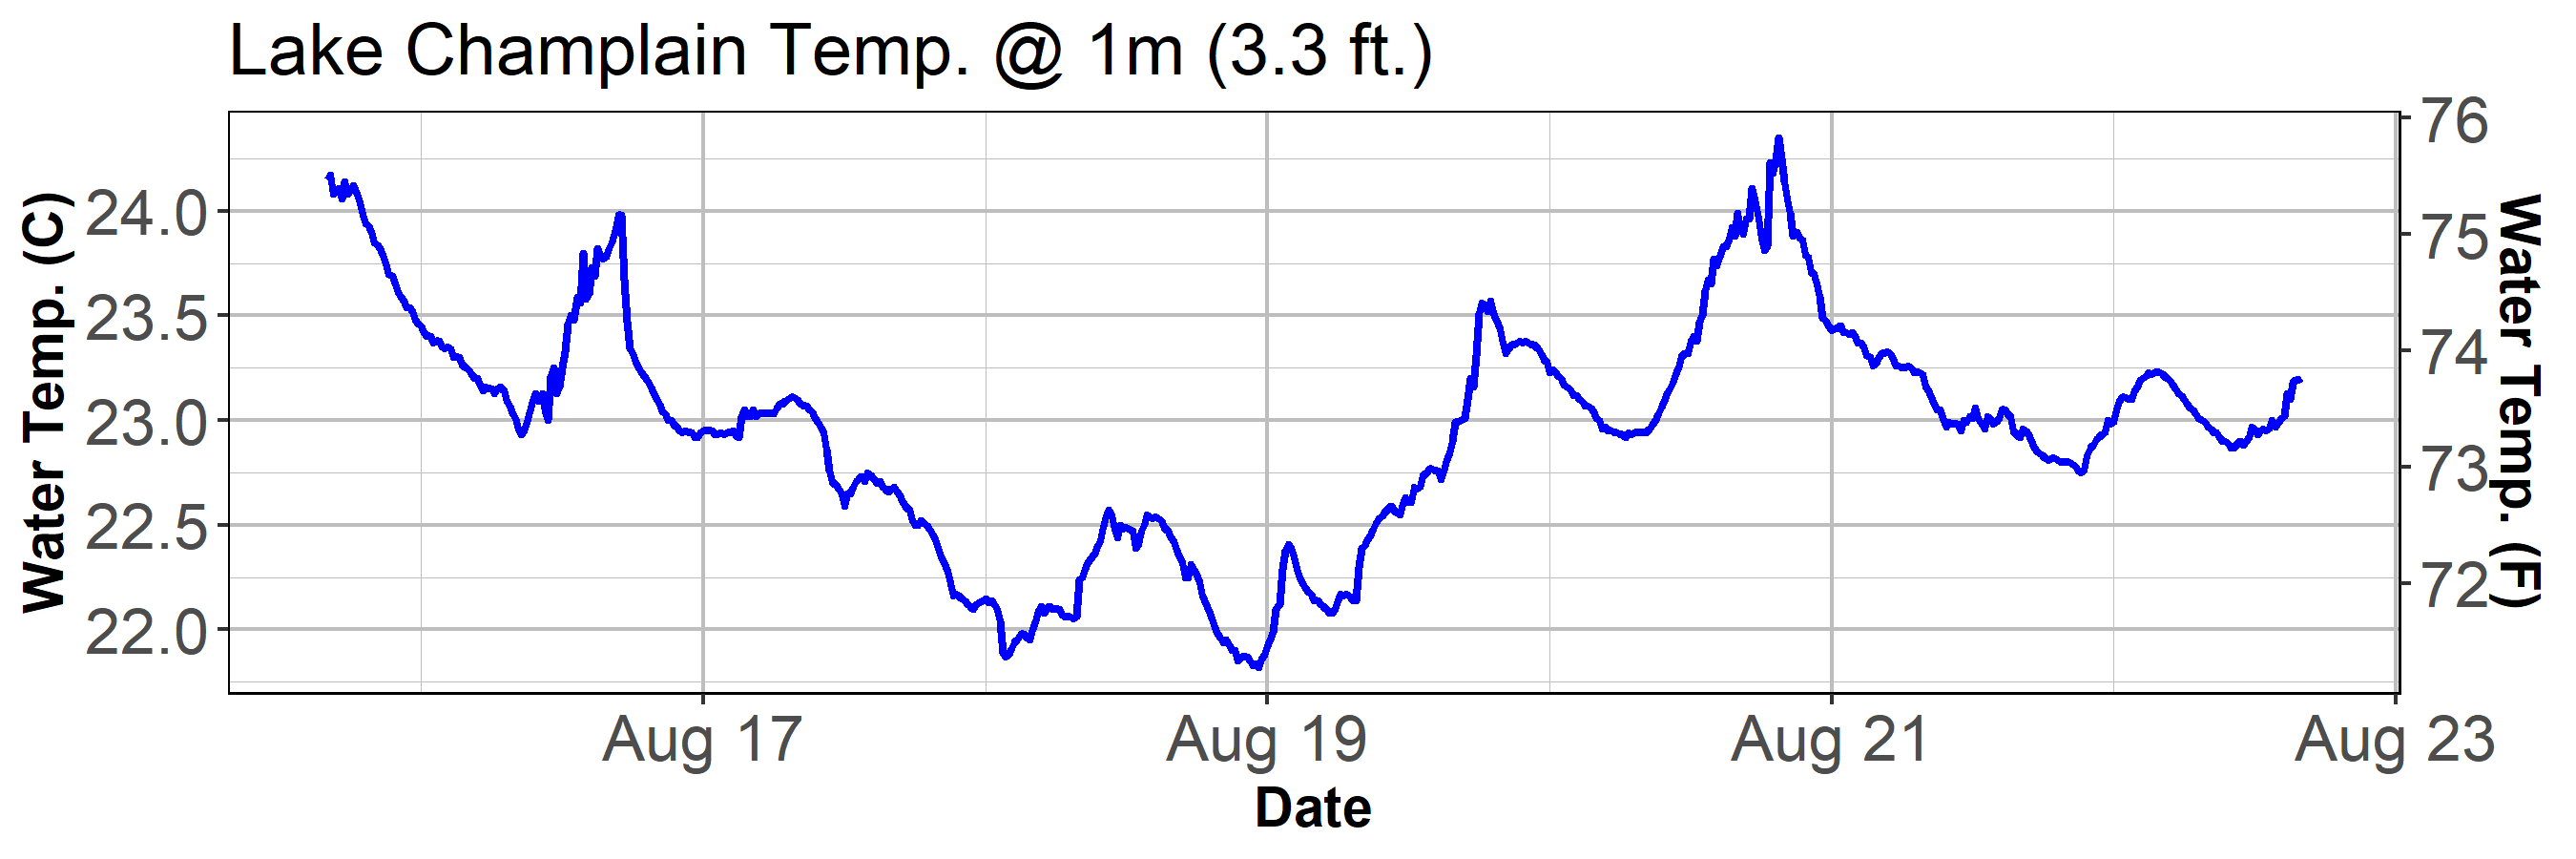 Lake Champlain Temp. @ 1m (3.3 ft.)
Water Temp. (C)
24.0
23.5
23.0
22.5
22.0
76
75
74
73
72
Water Temp. (F)
Aug 17 Aug 19 Aug 21 Aug 23
Date